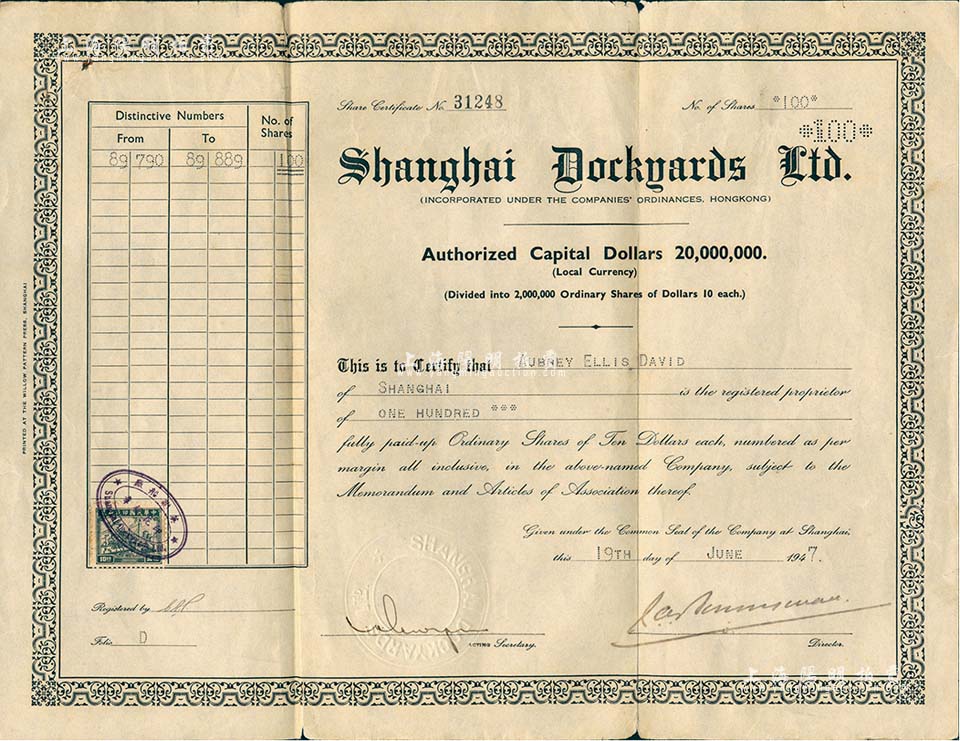 Share Certificate No. 31248
No. of Shares *100*
*100*
Distinctive Numbers
No. of Shares
From
To
89 790
89 889
100
Shanghai Dockyards Ltd.
(INCORPORATED UNDER THE COMPANIES' ORDINANCES, HONGKONG)
Authorized Capital Dollars 20,000,000.
(Local Currency)
(Divided into 2,000,000 Ordinary Shares of Dollars 10 each.)
This is to Certify that AUBREY ELLIS DAVID
of SHANGHAI is the registered proprietor
of ONE HUNDRED ***
fully paid-up Ordinary Shares of Ten Dollars each, numbered as per
margin all inclusive, in the above-named Company, subject to the
Memorandum and Articles of Association thereof.
Given under the Common Seal of the Company at Shanghai,
this 19TH day of JUNE 1947.
Registered by
Folio D
ACTING Secretary.
Director.
SHANGHAI DOCKYARDS
PRINTED AT THE WILLOW PATTERN PRESS, SHANGHAI